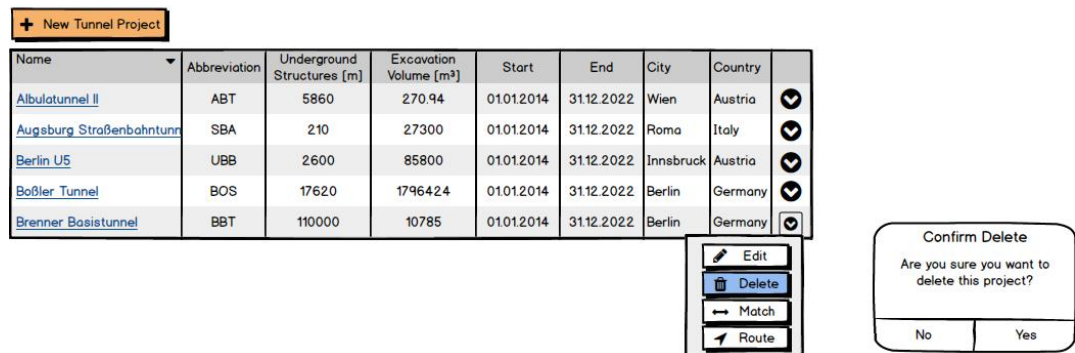 + New Tunnel Project
Name Abbreviation Underground Structures [m] Excavation Volume [m³] Start End City Country
Albulatunnel II ABT 5860 270.94 01.01.2014 31.12.2022 Wien Austria
Augsburg Straßenbahntunn SBA 210 27300 01.01.2014 31.12.2022 Roma Italy
Berlin U5 UBB 2600 85800 01.01.2014 31.12.2022 Innsbruck Austria
Boßler Tunnel BOS 17620 1796424 01.01.2014 31.12.2022 Berlin Germany
Brenner Basistunnel BBT 110000 10785 01.01.2014 31.12.2022 Berlin Germany
Edit
Delete
Match
Route
Confirm Delete
Are you sure you want to
delete this project?
No Yes